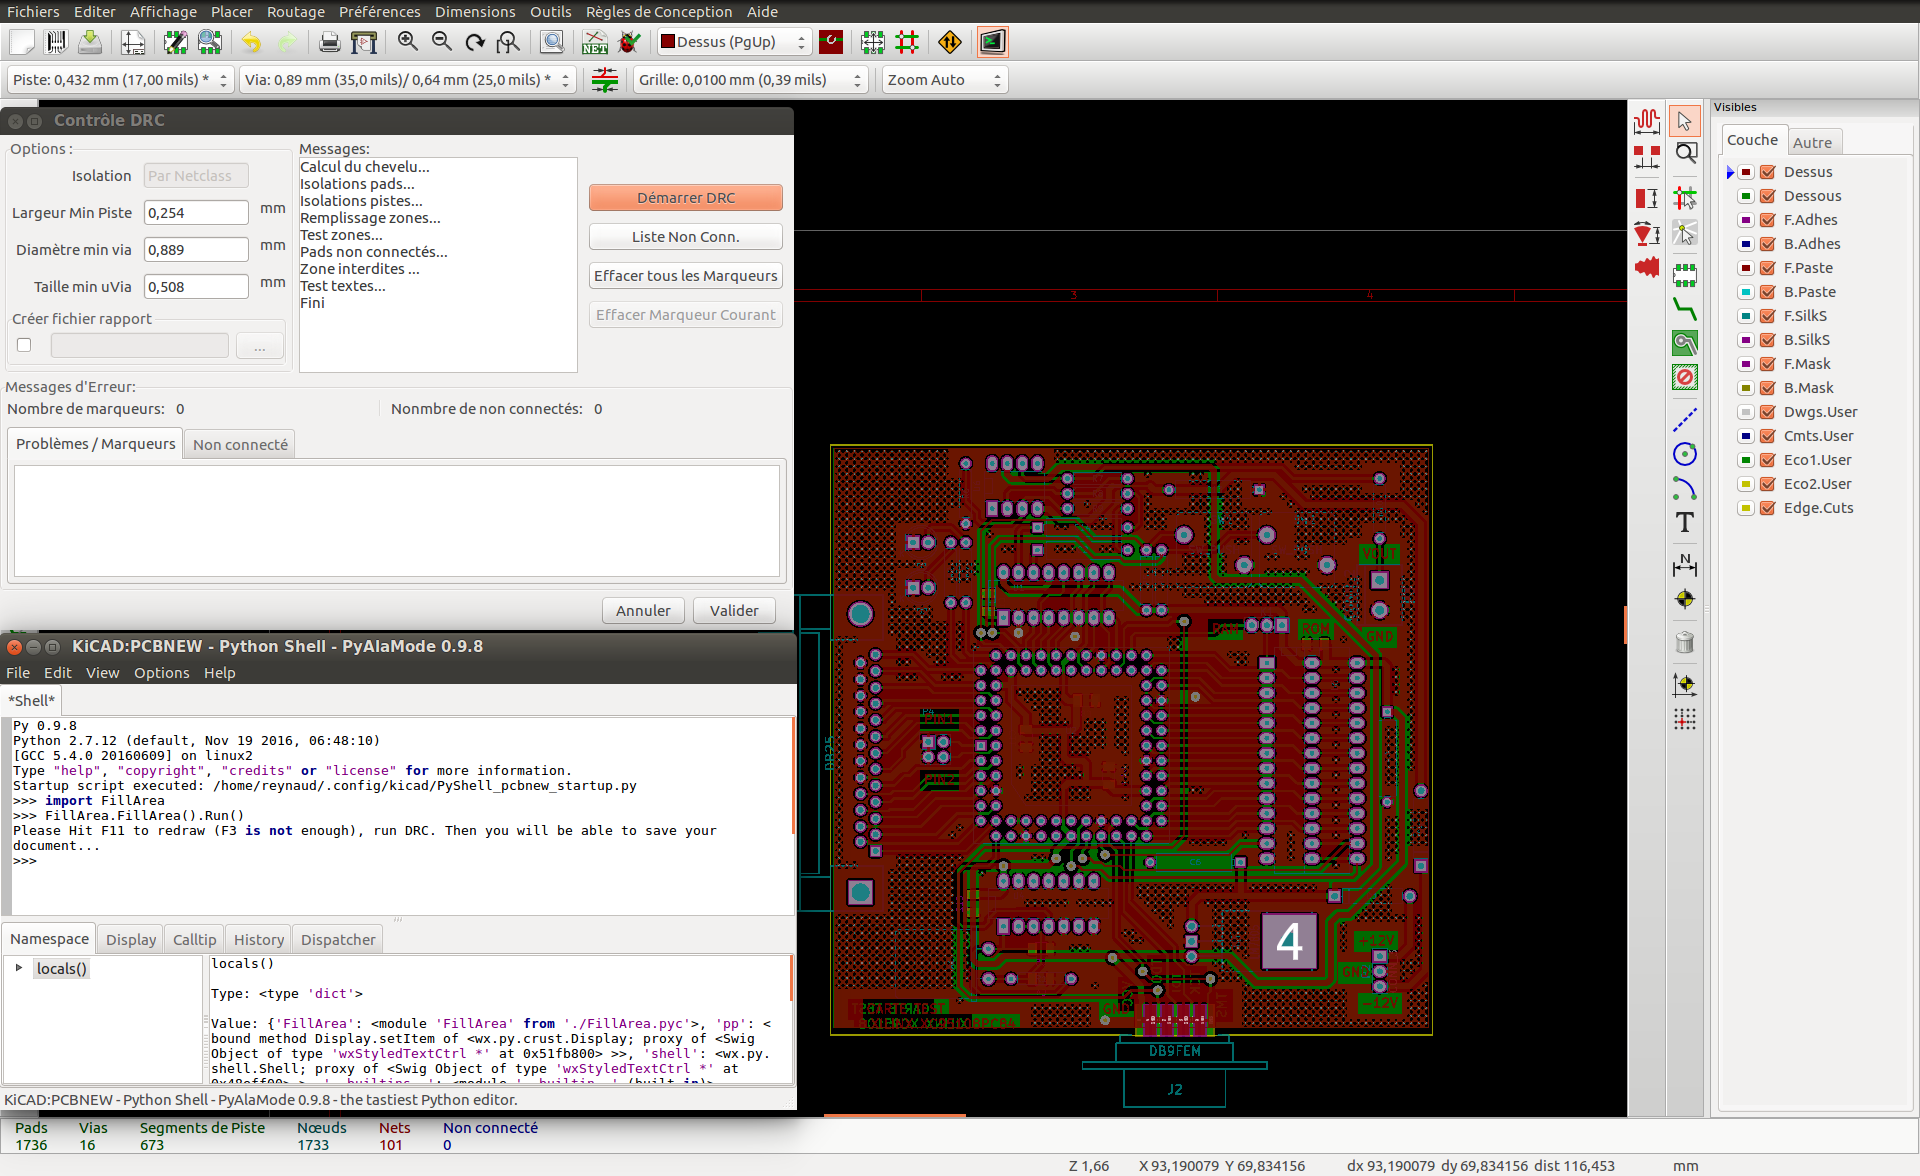 Fichiers Editer Affichage Placer Routage Préférences Dimensions Outils Règles de Conception Aide
NET
Dessus (PgUp)
Piste: 0,432 mm (17,00 mils) * Via: 0,89 mm (35,0 mils)/ 0,64 mm (25,0 mils) * Grille: 0,0100 mm (0,39 mils) Zoom Auto
Contrôle DRC
Options :
Isolation Par Netclass
Largeur Min Piste 0,254 mm
Diamètre min via 0,889 mm
Taille min uVia 0,508 mm
Créer fichier rapport
...
Messages:
Calcul du chevelu...
Isolations pads...
Isolations pistes...
Remplissage zones...
Test zones...
Pads non connectés...
Zone interdites ...
Test textes...
Fini
Démarrer DRC
Liste Non Conn.
Effacer tous les Marqueurs
Effacer Marqueur Courant
Messages d'Erreur:
Nombre de marqueurs: 0 Nonmbre de non connectés: 0
Problèmes / Marqueurs Non connecté
Annuler Valider
KiCAD:PCBNEW - Python Shell - PyAlaMode 0.9.8
File Edit View Options Help
*Shell*
Py 0.9.8
Python 2.7.12 (default, Nov 19 2016, 06:48:10)
[GCC 5.4.0 20160609] on linux2
Type "help", "copyright", "credits" or "license" for more information.
Startup script executed: /home/reynaud/.config/kicad/PyShell_pcbnew_startup.py
>>> import FillArea
>>> FillArea.FillArea().Run()
Please Hit F11 to redraw (F3 is not enough), run DRC. Then you will be able to save your
document...
>>>
Namespace Display Calltip History Dispatcher
locals()
locals()
Type: <type 'dict'>
Value: {'FillArea': <module 'FillArea' from './FillArea.pyc'>, 'pp': <
bound method Display.setItem of <wx.py.crust.Display; proxy of <Swig
Object of type 'wxStyledTextCtrl *' at 0x51fb800> >>, 'shell': <wx.py.
shell.Shell; proxy of <Swig Object of type 'wxStyledTextCtrl *' at
KiCAD:PCBNEW - Python Shell - PyAlaMode 0.9.8 - the tastiest Python editor.
3 4
VOUT
GND
ROM
DB25
P4
4
+12V
GND
-12V
DB9FEM
J2
Visibles
Couche Autre
Dessus
Dessous
F.Adhes
B.Adhes
F.Paste
B.Paste
F.SilkS
B.SilkS
F.Mask
B.Mask
Dwgs.User
Cmts.User
Eco1.User
Eco2.User
Edge.Cuts
T
N
Pads Vias Segments de Piste Nœuds Nets Non connecté
1736 16 673 1733 101 0
Z 1,66 X 93,190079 Y 69,834156 dx 93,190079 dy 69,834156 dist 116,453 mm